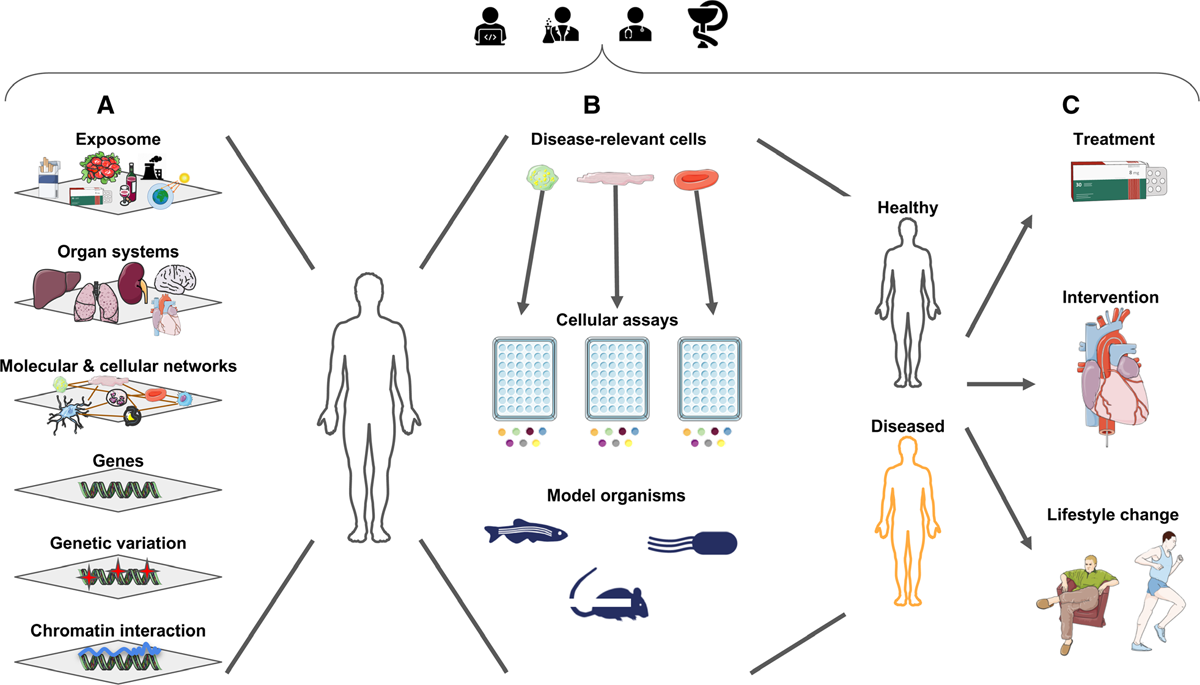 A
B
C
Exposome
Organ systems
Molecular & cellular networks
Genes
Genetic variation
Chromatin interaction
Disease-relevant cells
Cellular assays
Model organisms
Healthy
Diseased
Treatment
Intervention
Lifestyle change